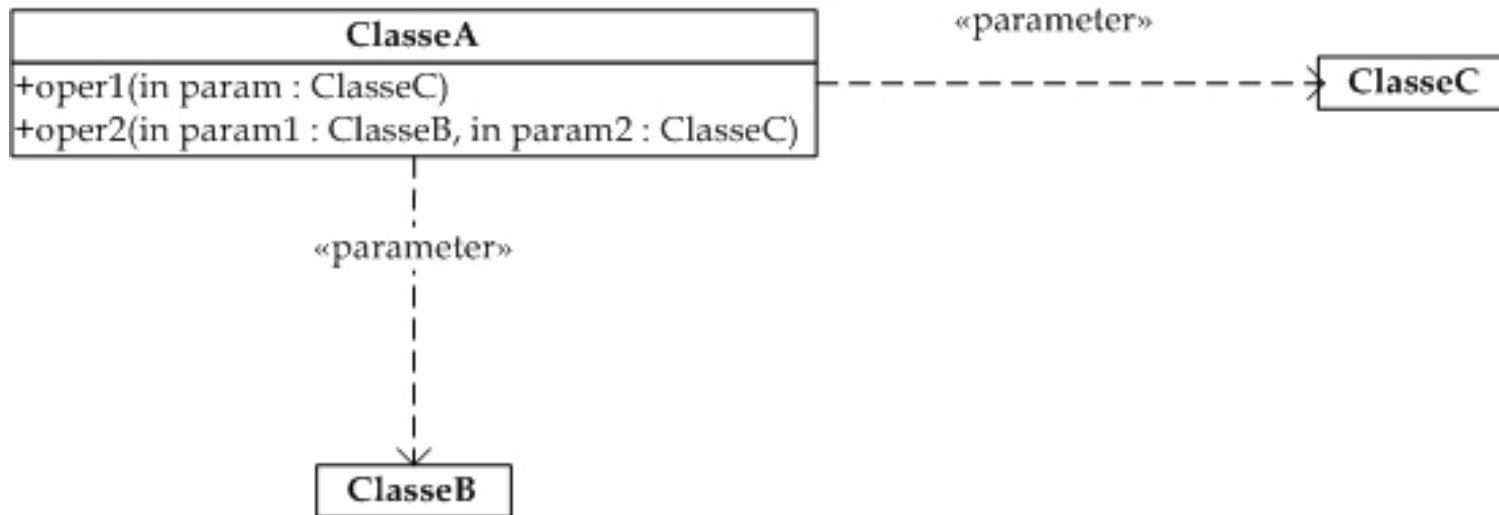 ClasseA
«parameter»
+oper1(in param : ClasseC)
ClasseC
+oper2(in param1 : ClasseB, in param2 : ClasseC)
«parameter»
ClasseB